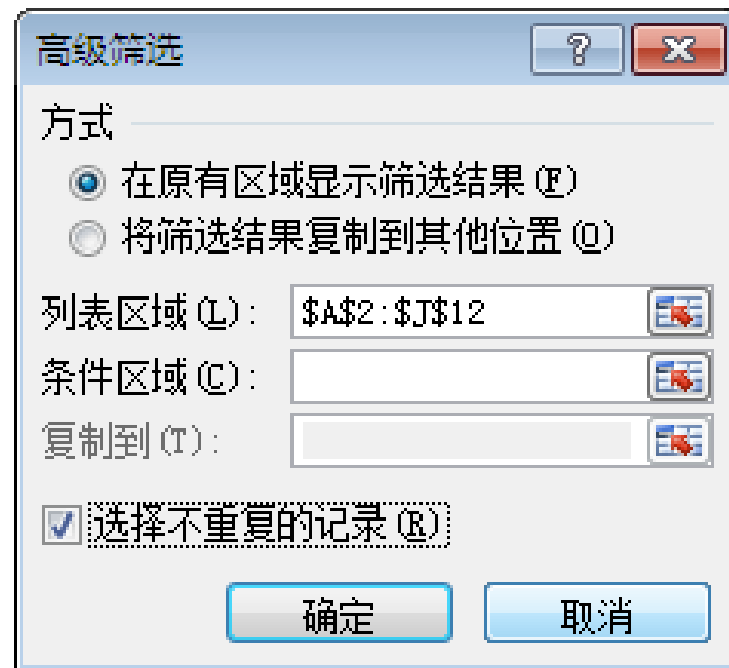 高级筛选
方式
在原有区域显示筛选结果(F)
将筛选结果复制到其他位置(O)
列表区域(L): $A$2:$J$12
条件区域(C):
复制到(T):
选择不重复的记录(R)
确定 取消